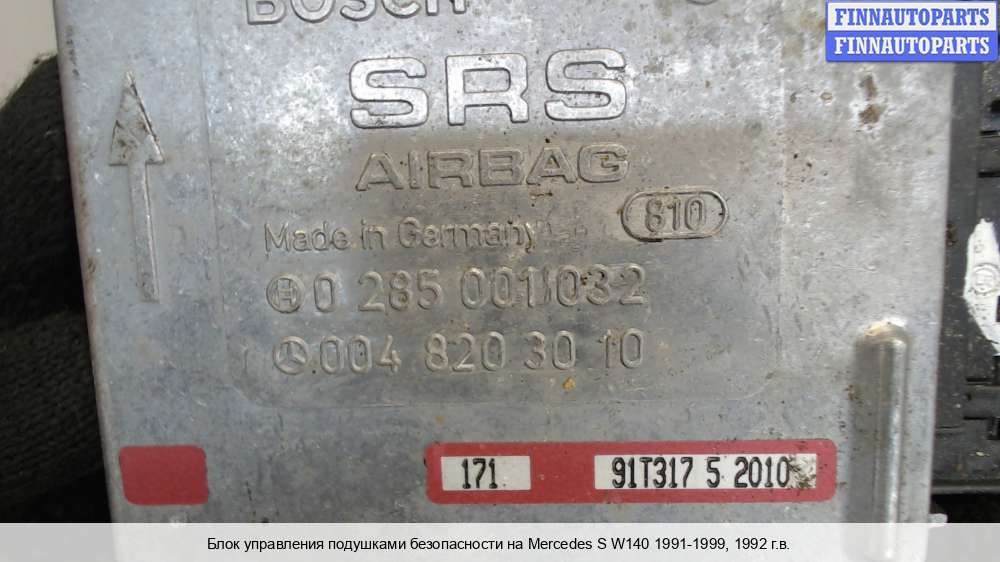 BOSCH
FINNAUTOPARTS
FINNAUTOPARTS
SRS
AIRBAG
Made in Germany 810
0 285 001 032
004 820 30 10
171 91T317 5 2010
Блок управления подушками безопасности на Mercedes S W140 1991-1999, 1992 г.в.